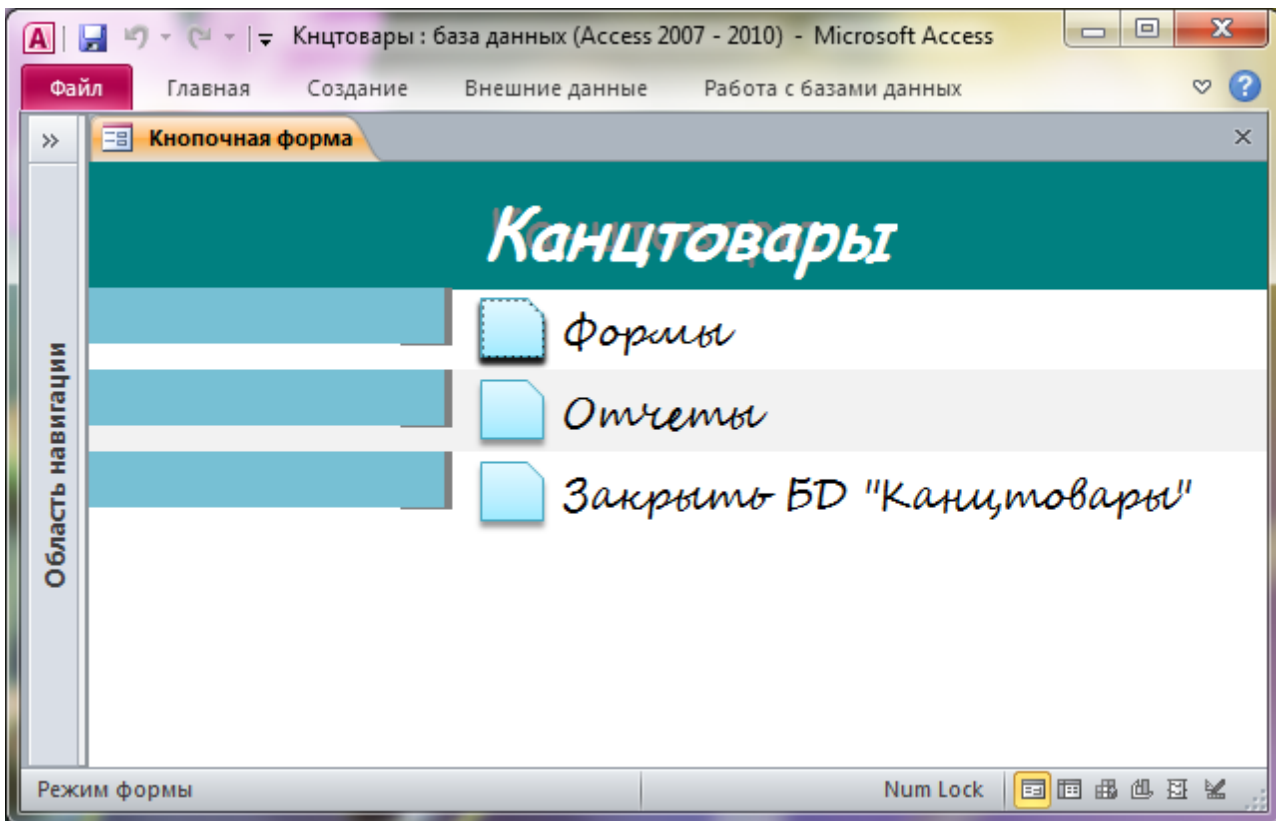 Кнцтовары : база данных (Access 2007 - 2010) - Microsoft Access
Файл Главная Создание Внешние данные Работа с базами данных
Кнопочная форма
Канцтовары
Область навигации
Формы
Отчеты
Закрыть БД "Канцтовары"
Режим формы Num Lock